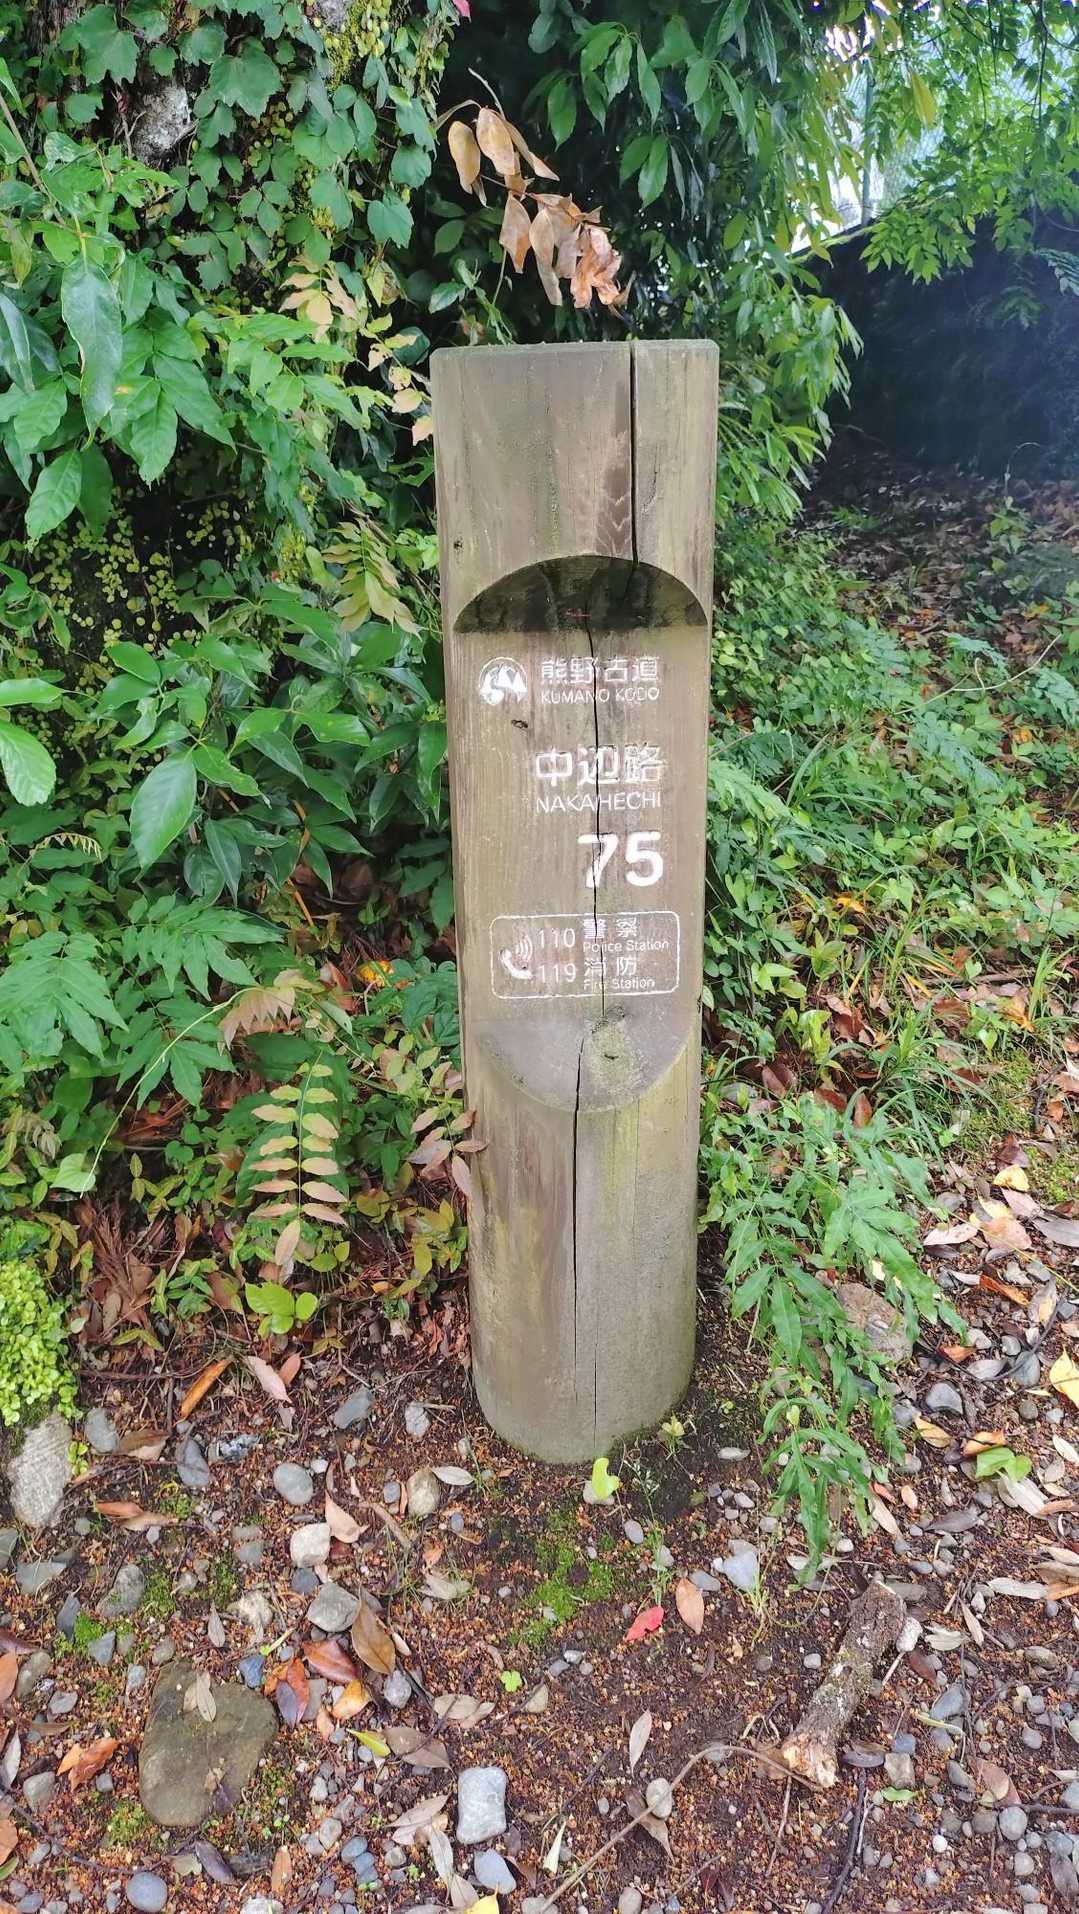 熊野古道
KUMANO KODO
中辺路
NAKAHECHI
75
110 警察
Police Station
119 消防
Fire Station